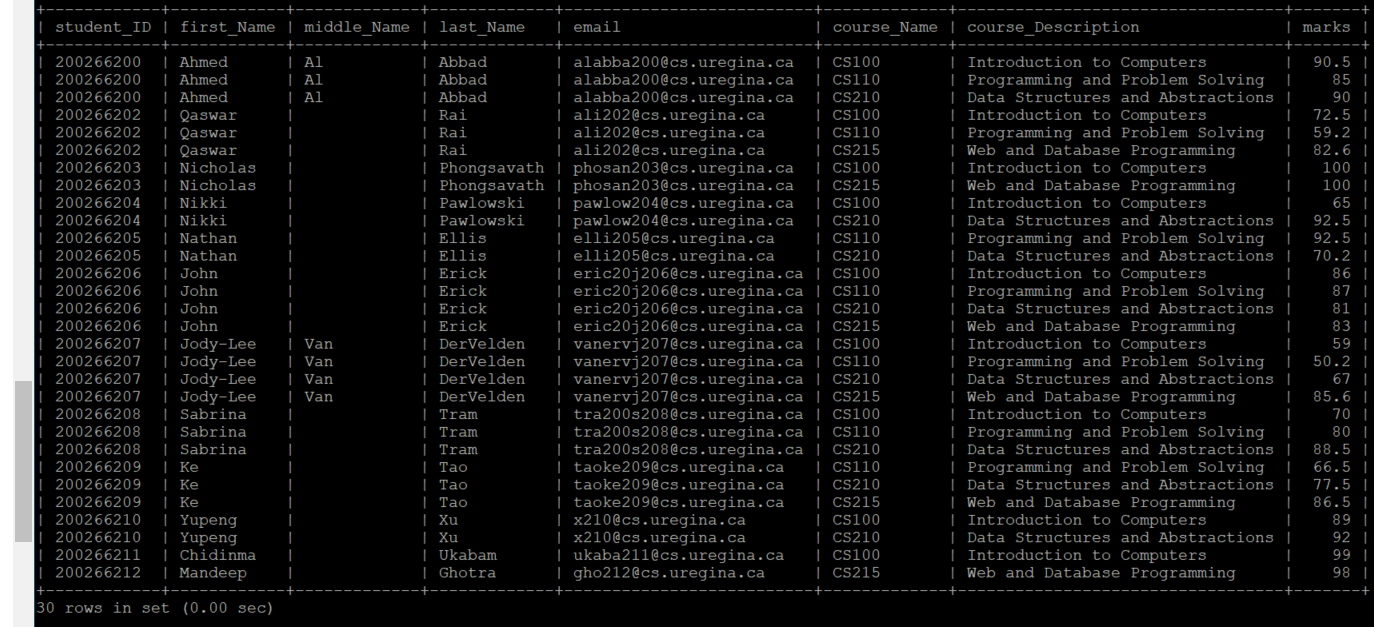 | student_ID | first_Name | middle_Name | last_Name | email | course_Name | course_Description | marks |
| 200266200 | Ahmed | Al | Abbad | alabba200@cs.uregina.ca | CS100 | Introduction to Computers | 90.5 |
| 200266200 | Ahmed | Al | Abbad | alabba200@cs.uregina.ca | CS110 | Programming and Problem Solving | 85 |
| 200266200 | Ahmed | Al | Abbad | alabba200@cs.uregina.ca | CS210 | Data Structures and Abstractions | 90 |
| 200266202 | Qaswar | | Rai | ali202@cs.uregina.ca | CS100 | Introduction to Computers | 72.5 |
| 200266202 | Qaswar | | Rai | ali202@cs.uregina.ca | CS110 | Programming and Problem Solving | 59.2 |
| 200266202 | Qaswar | | Rai | ali202@cs.uregina.ca | CS215 | Web and Database Programming | 82.6 |
| 200266203 | Nicholas | | Phongsavath | phosan203@cs.uregina.ca | CS100 | Introduction to Computers | 100 |
| 200266203 | Nicholas | | Phongsavath | phosan203@cs.uregina.ca | CS215 | Web and Database Programming | 100 |
| 200266204 | Nikki | | Pawlowski | pawlow204@cs.uregina.ca | CS100 | Introduction to Computers | 65 |
| 200266204 | Nikki | | Pawlowski | pawlow204@cs.uregina.ca | CS210 | Data Structures and Abstractions | 92.5 |
| 200266205 | Nathan | | Ellis | elli205@cs.uregina.ca | CS110 | Programming and Problem Solving | 92.5 |
| 200266205 | Nathan | | Ellis | elli205@cs.uregina.ca | CS210 | Data Structures and Abstractions | 70.2 |
| 200266206 | John | | Erick | eric20j206@cs.uregina.ca | CS100 | Introduction to Computers | 86 |
| 200266206 | John | | Erick | eric20j206@cs.uregina.ca | CS110 | Programming and Problem Solving | 87 |
| 200266206 | John | | Erick | eric20j206@cs.uregina.ca | CS210 | Data Structures and Abstractions | 81 |
| 200266206 | John | | Erick | eric20j206@cs.uregina.ca | CS215 | Web and Database Programming | 83 |
| 200266207 | Jody-Lee | Van | DerVelden | vanervj207@cs.uregina.ca | CS100 | Introduction to Computers | 59 |
| 200266207 | Jody-Lee | Van | DerVelden | vanervj207@cs.uregina.ca | CS110 | Programming and Problem Solving | 50.2 |
| 200266207 | Jody-Lee | Van | DerVelden | vanervj207@cs.uregina.ca | CS210 | Data Structures and Abstractions | 67 |
| 200266207 | Jody-Lee | Van | DerVelden | vanervj207@cs.uregina.ca | CS215 | Web and Database Programming | 85.6 |
| 200266208 | Sabrina | | Tram | tra200s208@cs.uregina.ca | CS100 | Introduction to Computers | 70 |
| 200266208 | Sabrina | | Tram | tra200s208@cs.uregina.ca | CS110 | Programming and Problem Solving | 80 |
| 200266208 | Sabrina | | Tram | tra200s208@cs.uregina.ca | CS210 | Data Structures and Abstractions | 88.5 |
| 200266209 | Ke | | Tao | taoke209@cs.uregina.ca | CS110 | Programming and Problem Solving | 66.5 |
| 200266209 | Ke | | Tao | taoke209@cs.uregina.ca | CS210 | Data Structures and Abstractions | 77.5 |
| 200266209 | Ke | | Tao | taoke209@cs.uregina.ca | CS215 | Web and Database Programming | 86.5 |
| 200266210 | Yupeng | | Xu | x210@cs.uregina.ca | CS100 | Introduction to Computers | 89 |
| 200266210 | Yupeng | | Xu | x210@cs.uregina.ca | CS210 | Data Structures and Abstractions | 92 |
| 200266211 | Chidinma | | Ukabam | ukaba211@cs.uregina.ca | CS100 | Introduction to Computers | 99 |
| 200266212 | Mandeep | | Ghotra | gho212@cs.uregina.ca | CS215 | Web and Database Programming | 98 |
30 rows in set (0.00 sec)